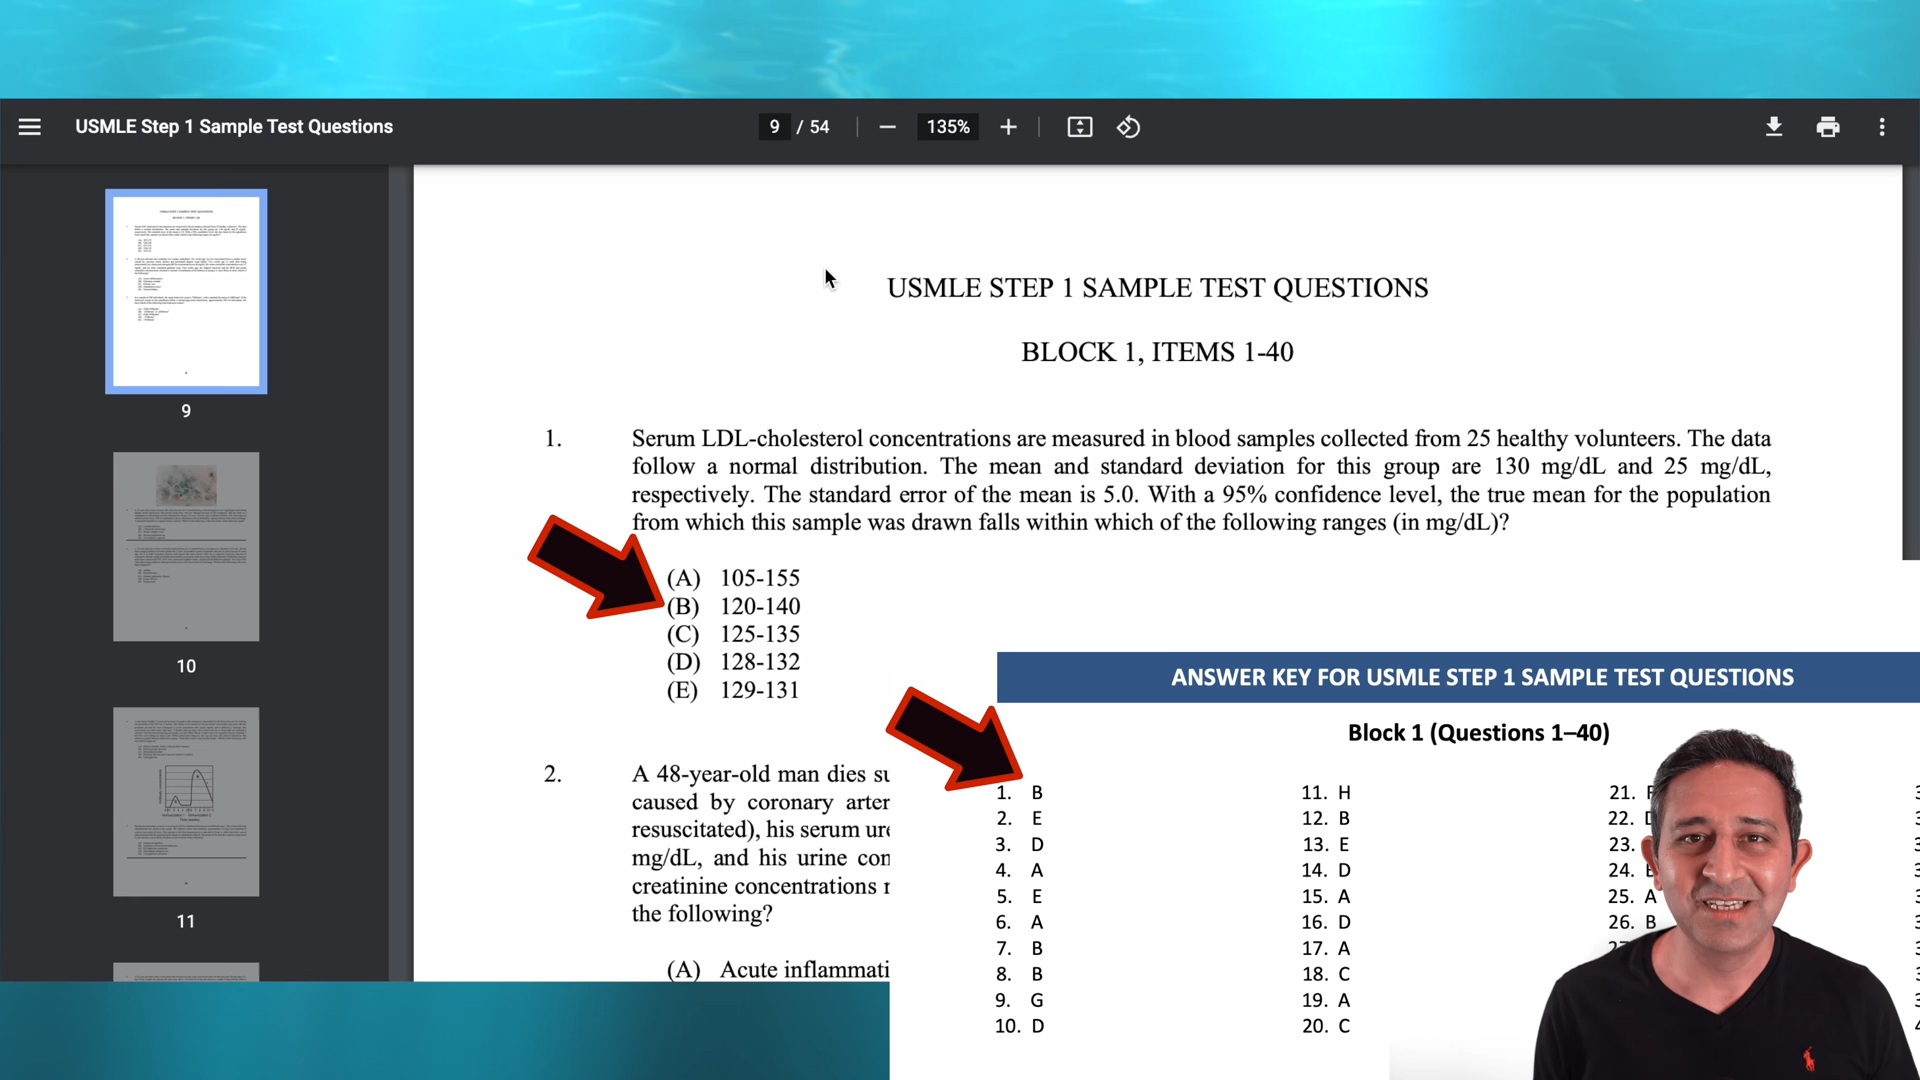 USMLE Step 1 Sample Test Questions
9 / 54
135%
9
10
11
USMLE STEP 1 SAMPLE TEST QUESTIONS
BLOCK 1, ITEMS 1-40
1. Serum LDL-cholesterol concentrations are measured in blood samples collected from 25 healthy volunteers. The data
follow a normal distribution. The mean and standard deviation for this group are 130 mg/dL and 25 mg/dL,
respectively. The standard error of the mean is 5.0. With a 95% confidence level, the true mean for the population
from which this sample was drawn falls within which of the following ranges (in mg/dL)?
(A) 105-155
(B) 120-140
(C) 125-135
(D) 128-132
(E) 129-131
2. A 48-year-old man dies su
caused by coronary arter
resuscitated), his serum ure
mg/dL, and his urine con
creatinine concentrations r
the following?
(A) Acute inflammati
ANSWER KEY FOR USMLE STEP 1 SAMPLE TEST QUESTIONS
Block 1 (Questions 1–40)
1. B
2. E
3. D
4. A
5. E
6. A
7. B
8. B
9. G
10. D
11. H
12. B
13. E
14. D
15. A
16. D
17. A
18. C
19. A
20. C
21.
22.
23.
24.
25. A
26. B